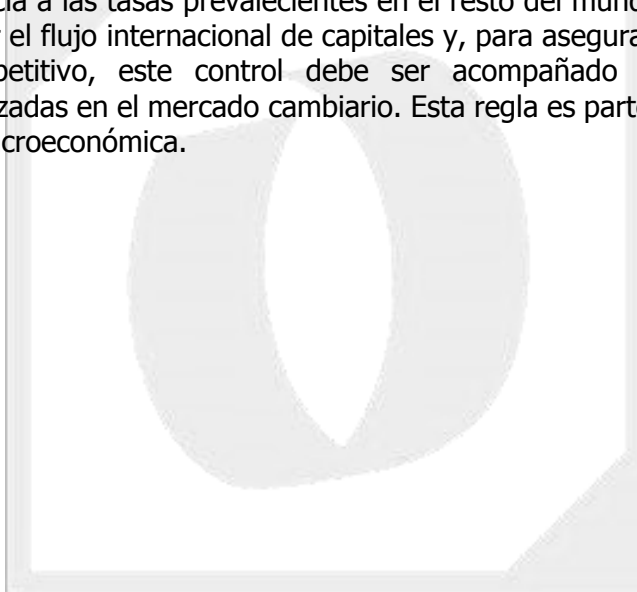 a las tasas prevalecientes en el resto del mundo
el flujo internacional de capitales y, para asegura
petitivo, este control debe ser acompañado
zadas en el mercado cambiario. Esta regla es parte
croeconómica.